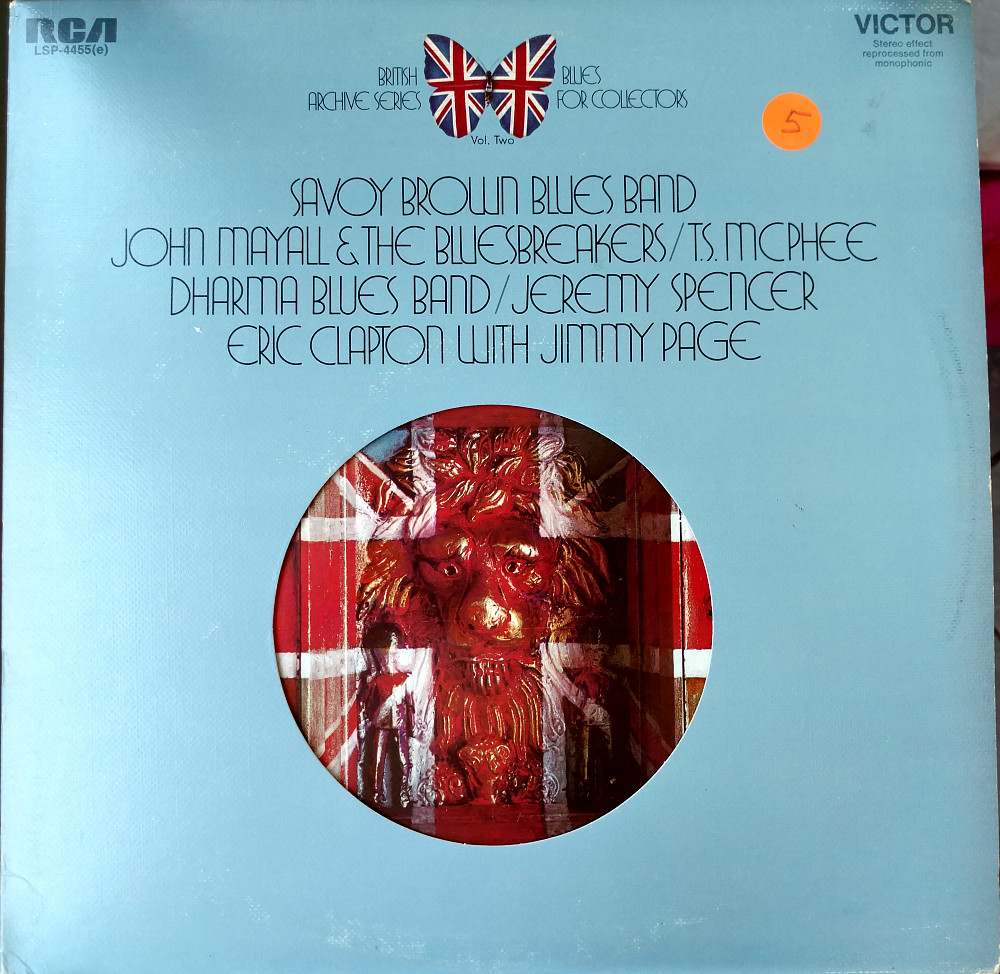 RCA
LSP-4455(e)
VICTOR
Stereo effect
reprocessed from
monophonic
BRITISH BLUES
ARCHIVE SERIES FOR COLLECTORS
Vol. Two
5
SAVOY BROWN BLUES BAND
JOHN MAYALL & THE BLUESBREAKERS/T.S. MCPHEE
DHARMA BLUES BAND/JEREMY SPENCER
ERIC CLAPTON WITH JIMMY PAGE